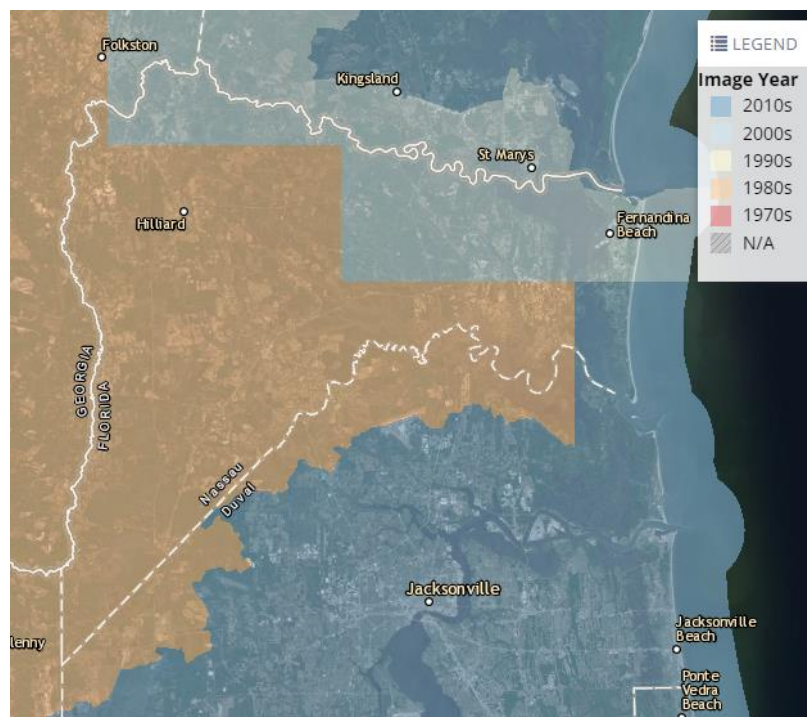 Folkston
Kingsland
LEGEND
Image Year
2010s
2000s
1990s
1980s
1970s
N/A
St Marys
Hilliard
Fernandina
Beach
GEORGIA
FLORIDA
Nassau
Duval
Jacksonville
lenny
Jacksonville
Beach
Ponte
Vedra
Beach